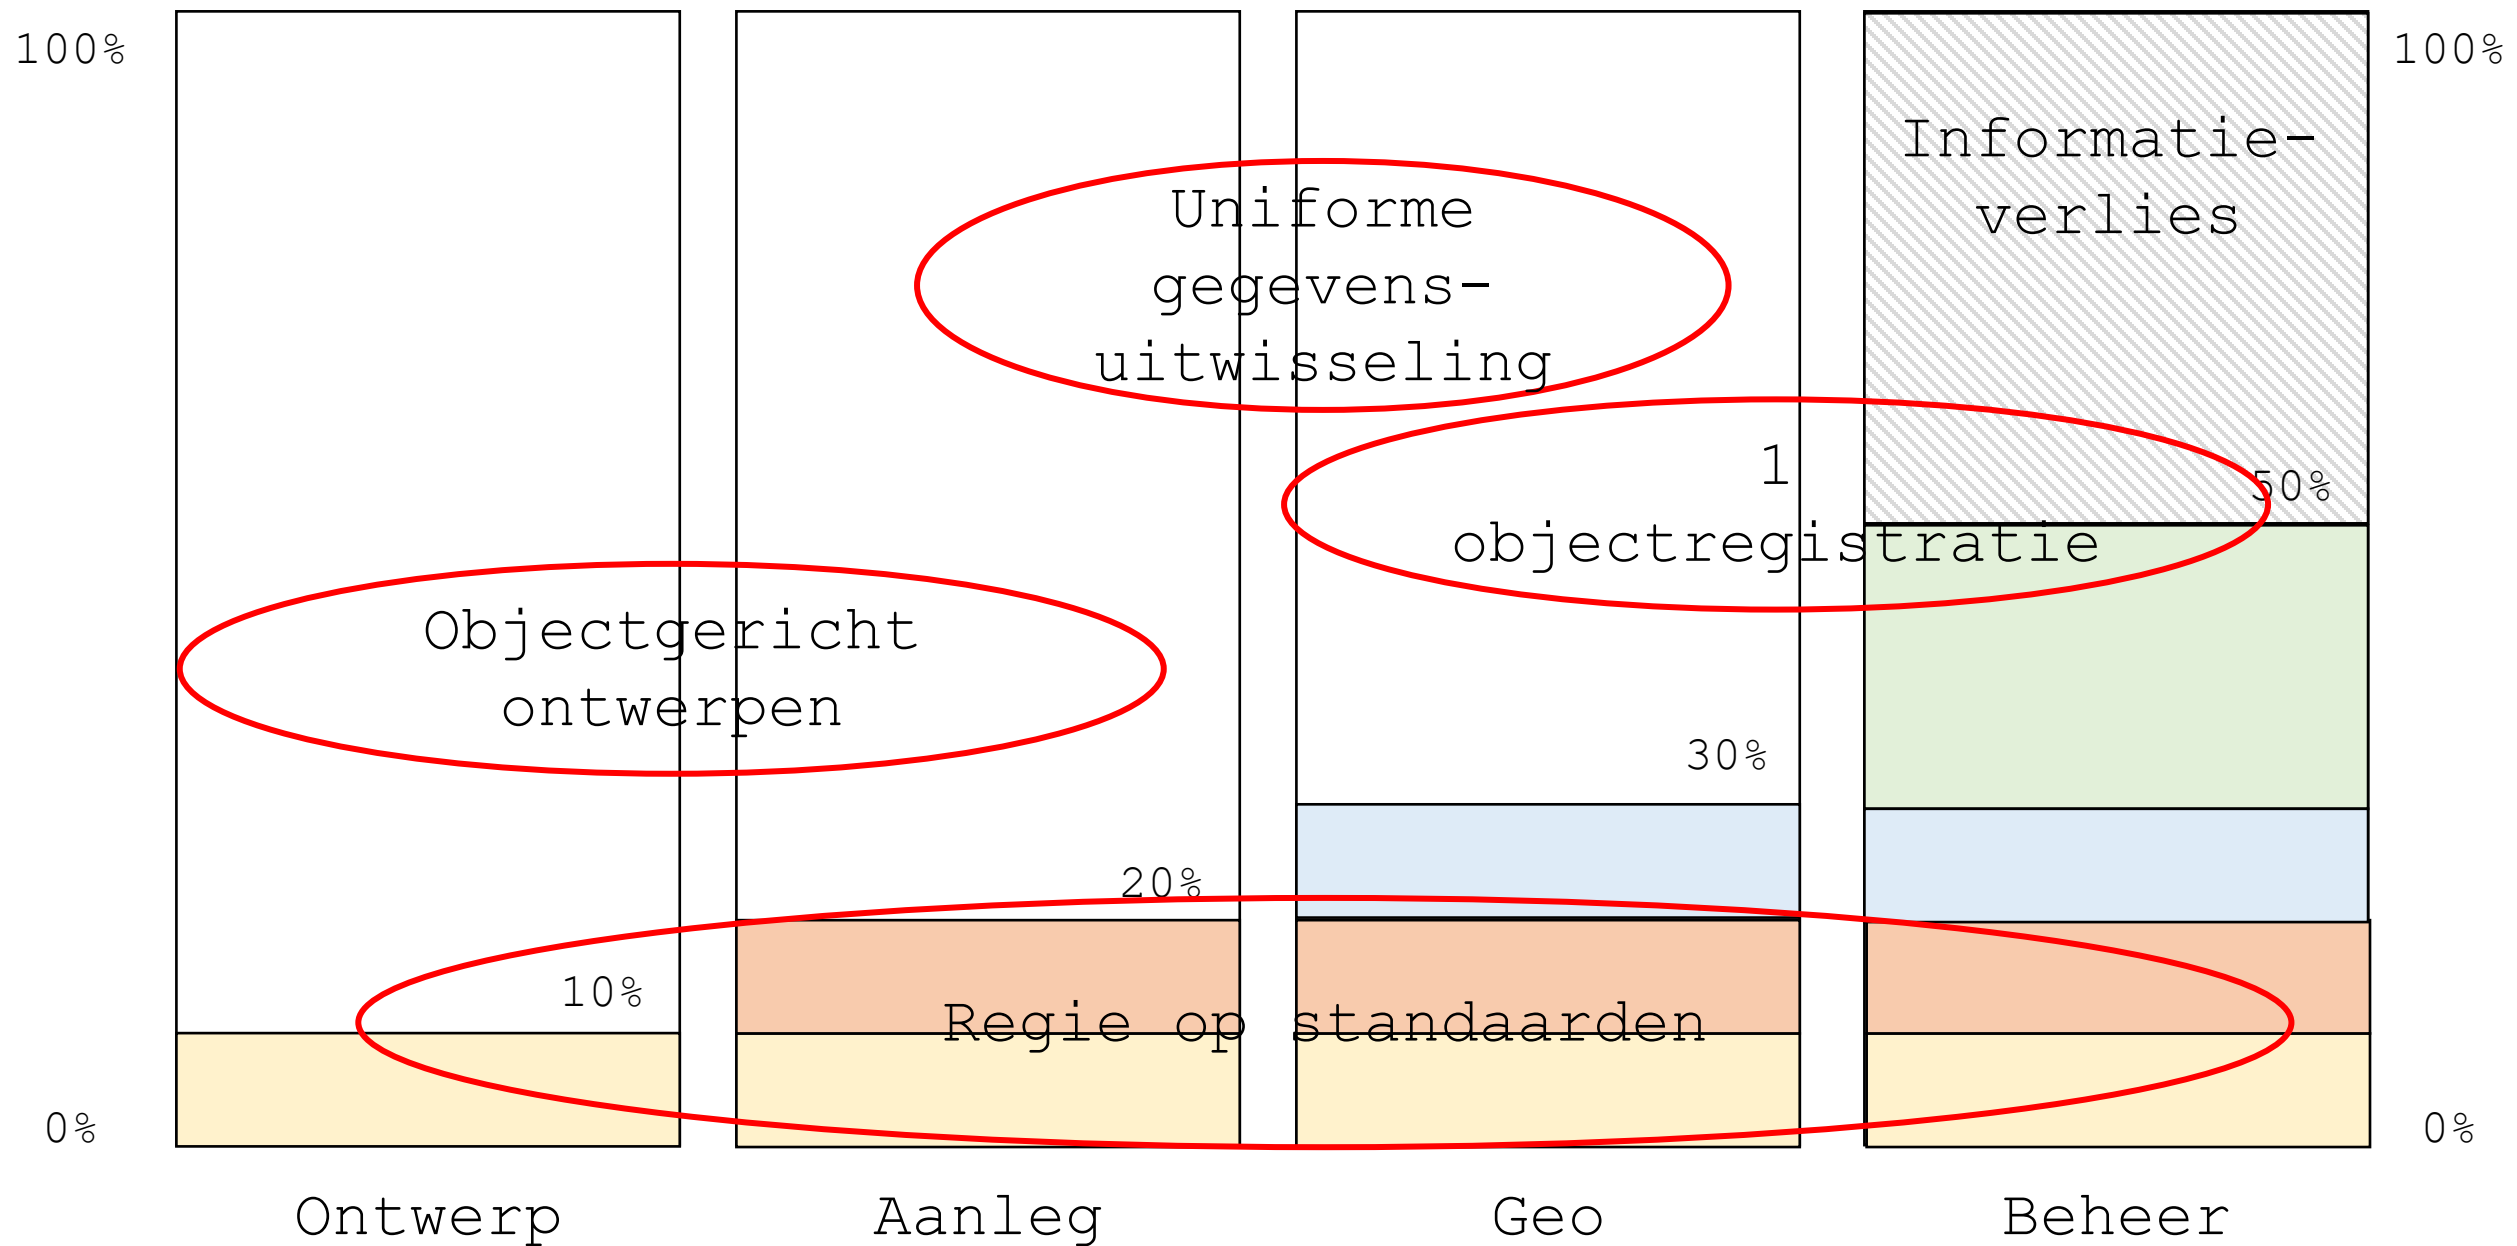 100%
100%
Informatie-
verlies
Uniforme
gegevens-
uitwisseling
1
objectregistratie
50%
Objectgericht
ontwerpen
30%
20%
10%
Regie op standaarden
0%
0%
Ontwerp
Aanleg
Geo
Beheer